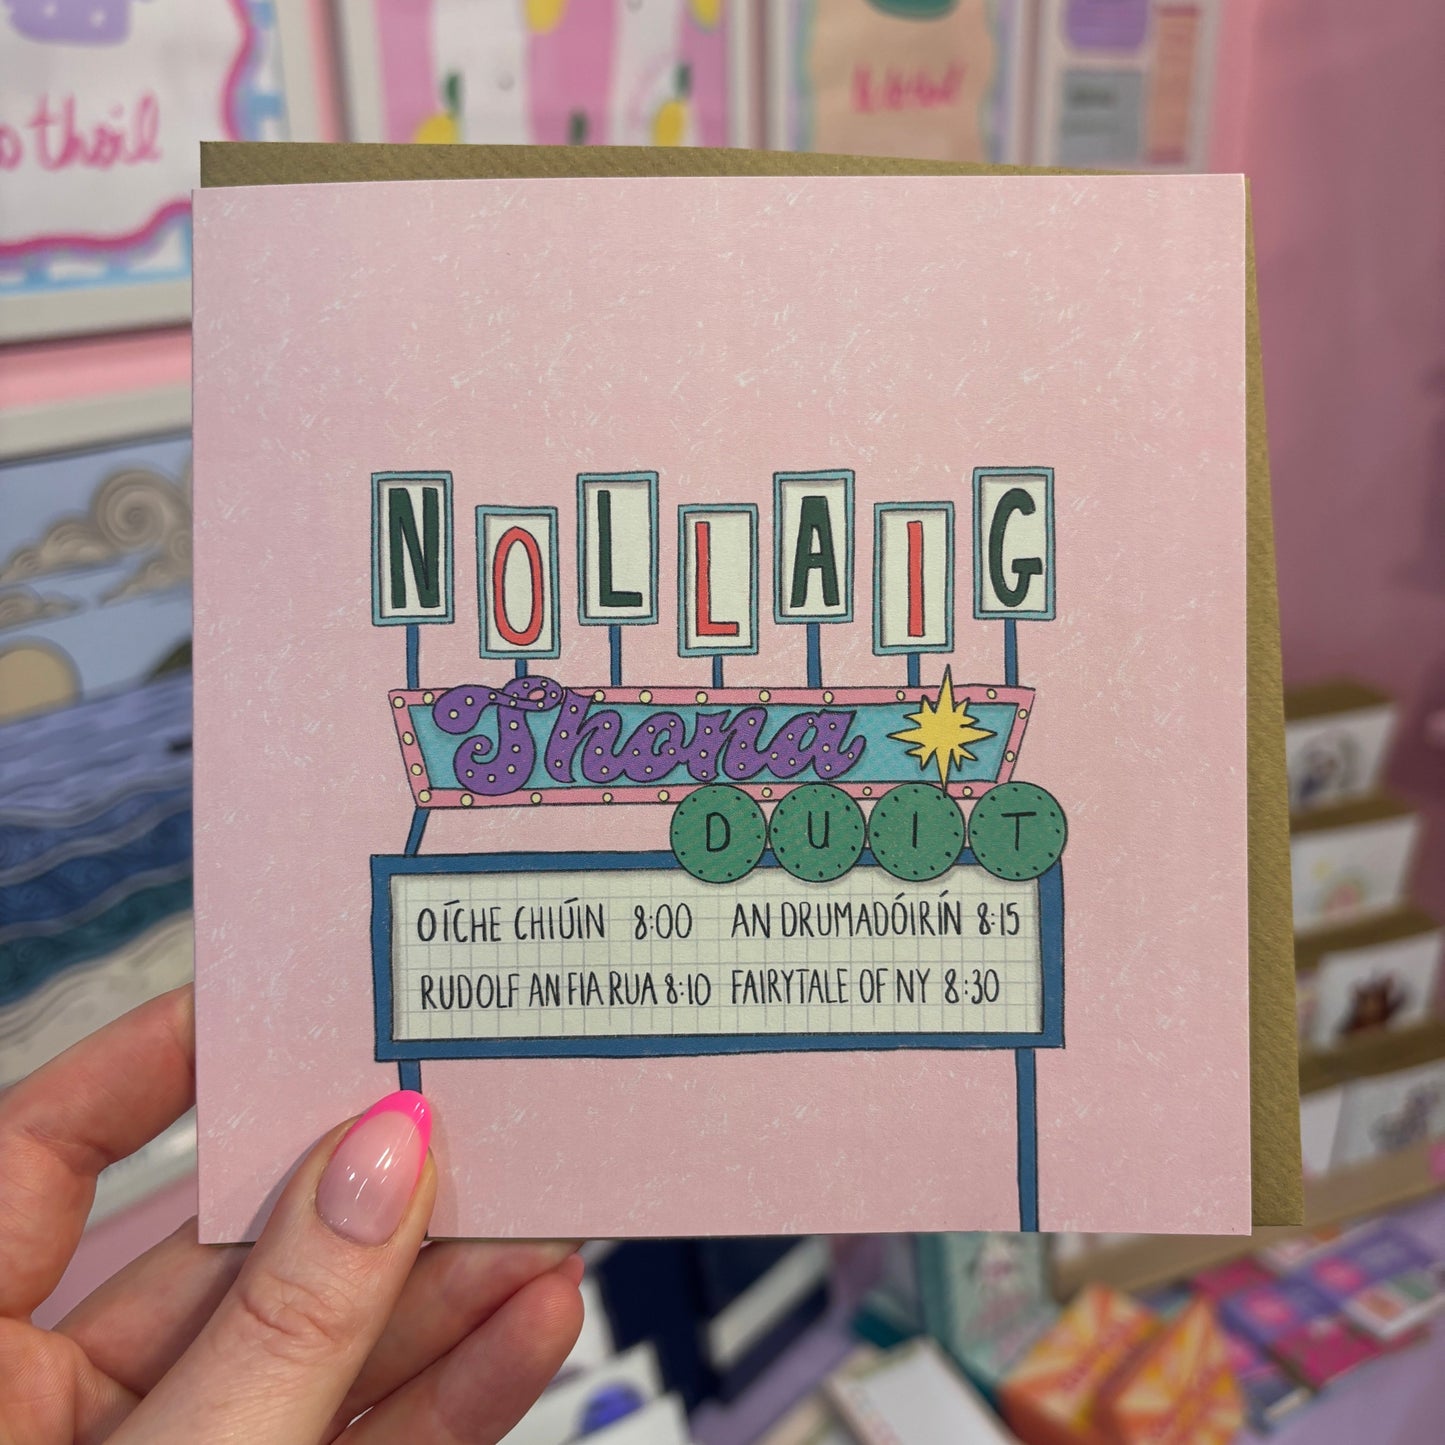 thoil
NOLLAIG
Shona
DUIT
OÍCHE CHIÚIN 8:00 AN DRUMADÓIRÍN 8:15
RUDOLF AN FIA RUA 8:10 FAIRYTALE OF NY 8:30